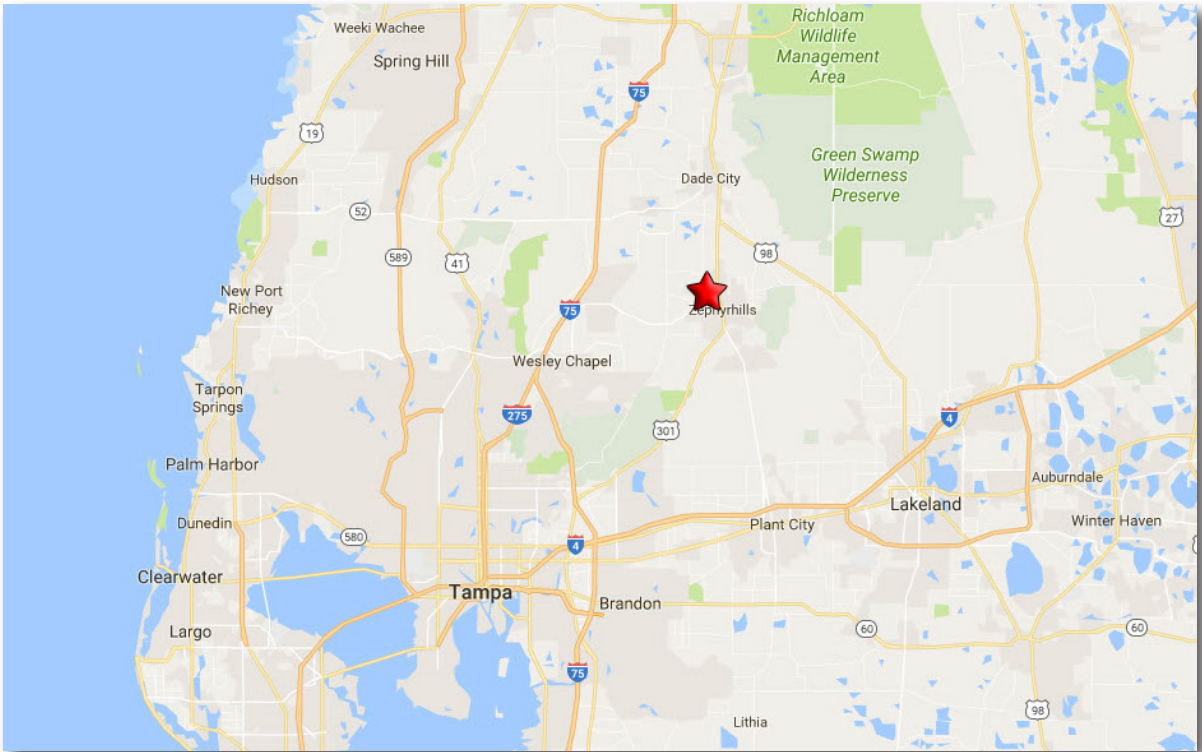 Weeki Wachee
Spring Hill
Richloam
Wildlife
Management
Area
75
19
Green Swamp
Wilderness
Preserve
Hudson
Dade City
52
27
589
41
98
New Port
Richey
75
Zephyrhills
Wesley Chapel
Tarpon
Springs
275
4
301
Palm Harbor
Auburndale
Lakeland
Dunedin
580
Plant City
Winter Haven
4
Clearwater
Tampa
Brandon
Largo
60
60
75
98
Lithia